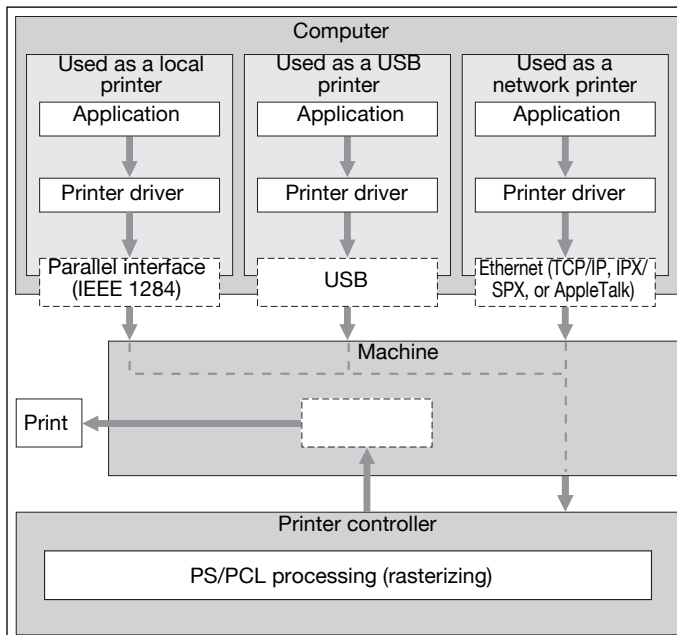 Computer
Used as a local
printer
Application
Printer driver
Parallel interface
(IEEE 1284)
Used as a USB
printer
Application
Printer driver
USB
Used as a
network printer
Application
Printer driver
Ethernet (TCP/IP, IPX/
SPX, or AppleTalk)
Machine
Print
Printer controller
PS/PCL processing (rasterizing)